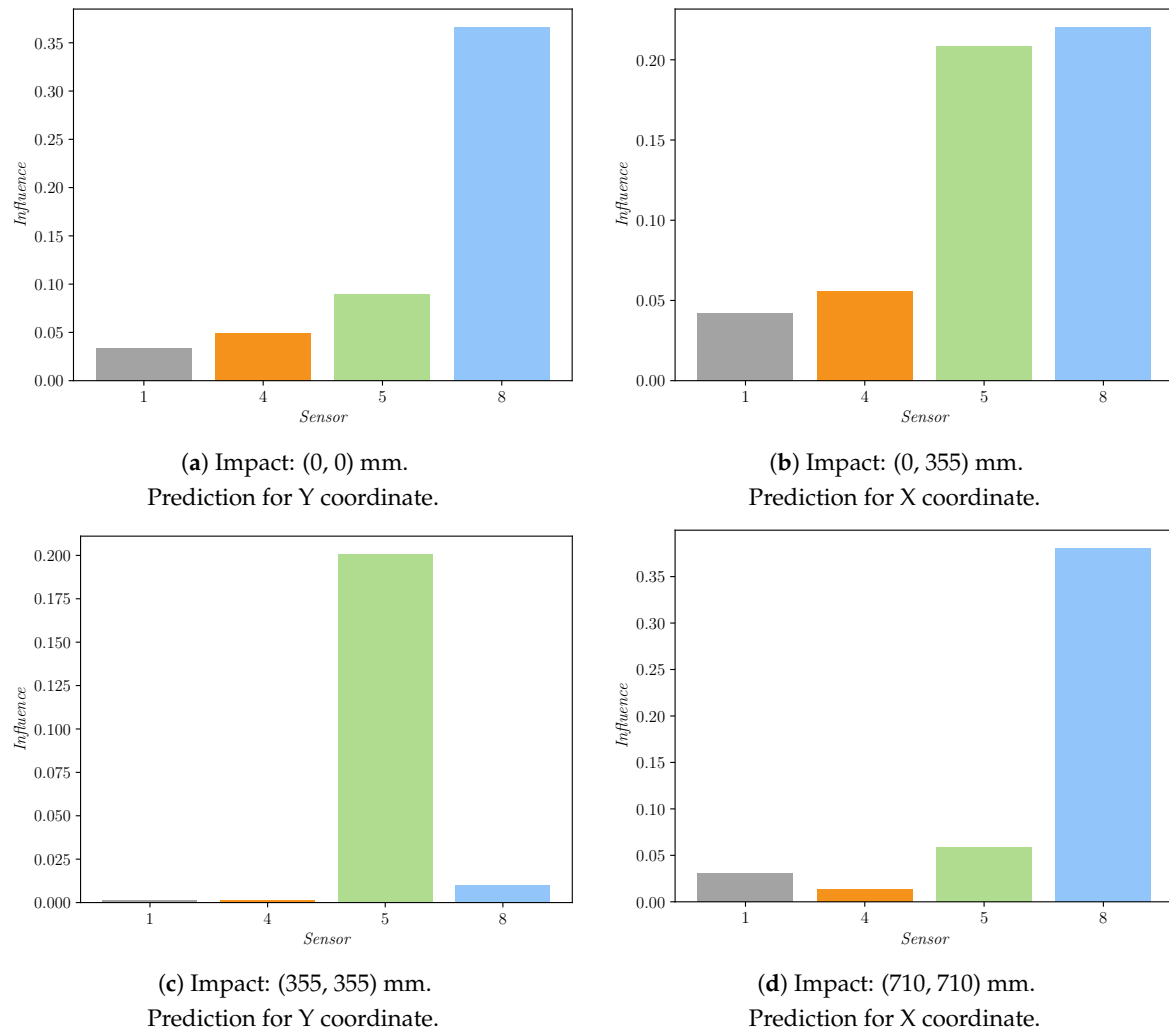 0.35
0.30
0.25
0.20
0.15
0.10
0.05
0.00
Influence
1 4 5 8
Sensor
(a) Impact: (0, 0) mm.
Prediction for Y coordinate.
0.20
0.15
0.10
0.05
0.00
Influence
1 4 5 8
Sensor
(b) Impact: (0, 355) mm.
Prediction for X coordinate.
0.200
0.175
0.150
0.125
0.100
0.075
0.050
0.025
0.000
Influence
1 4 5 8
Sensor
(c) Impact: (355, 355) mm.
Prediction for Y coordinate.
0.35
0.30
0.25
0.20
0.15
0.10
0.05
0.00
Influence
1 4 5 8
Sensor
(d) Impact: (710, 710) mm.
Prediction for X coordinate.